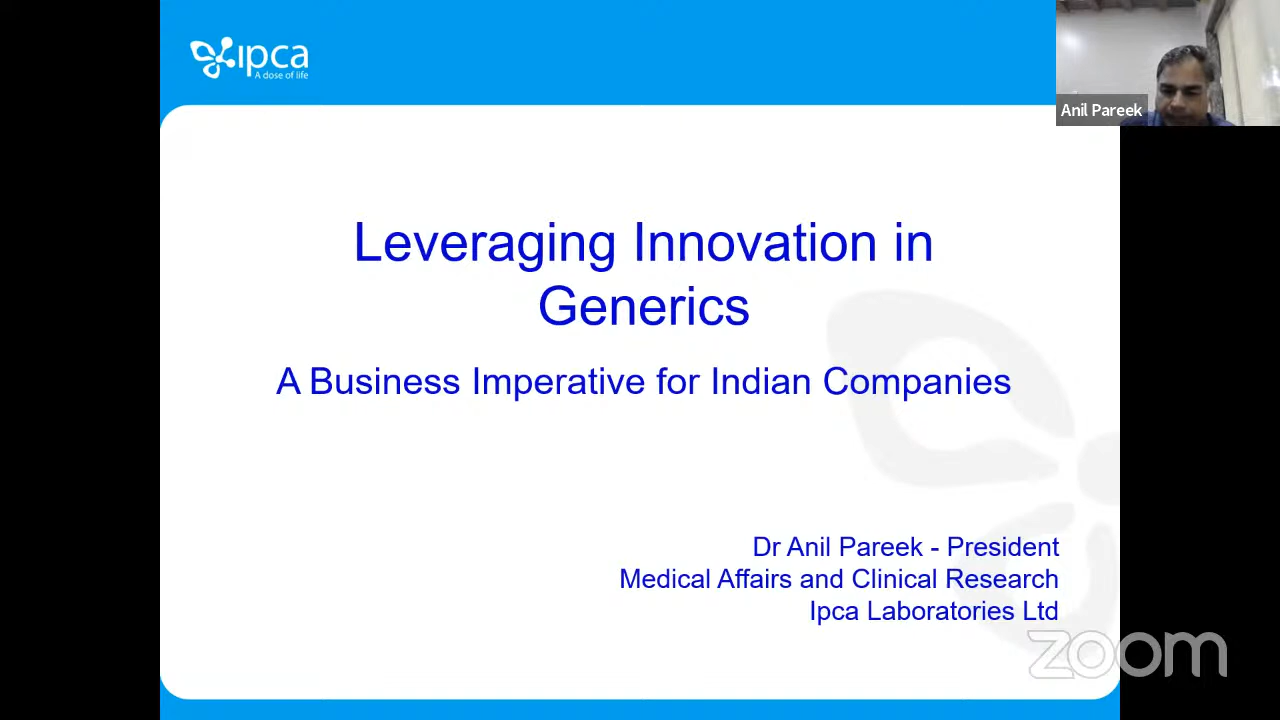 ipca
A dose of life
Anil Pareek
Leveraging Innovation in
Generics
A Business Imperative for Indian Companies
Dr Anil Pareek - President
Medical Affairs and Clinical Research
Ipca Laboratories Ltd
zoom